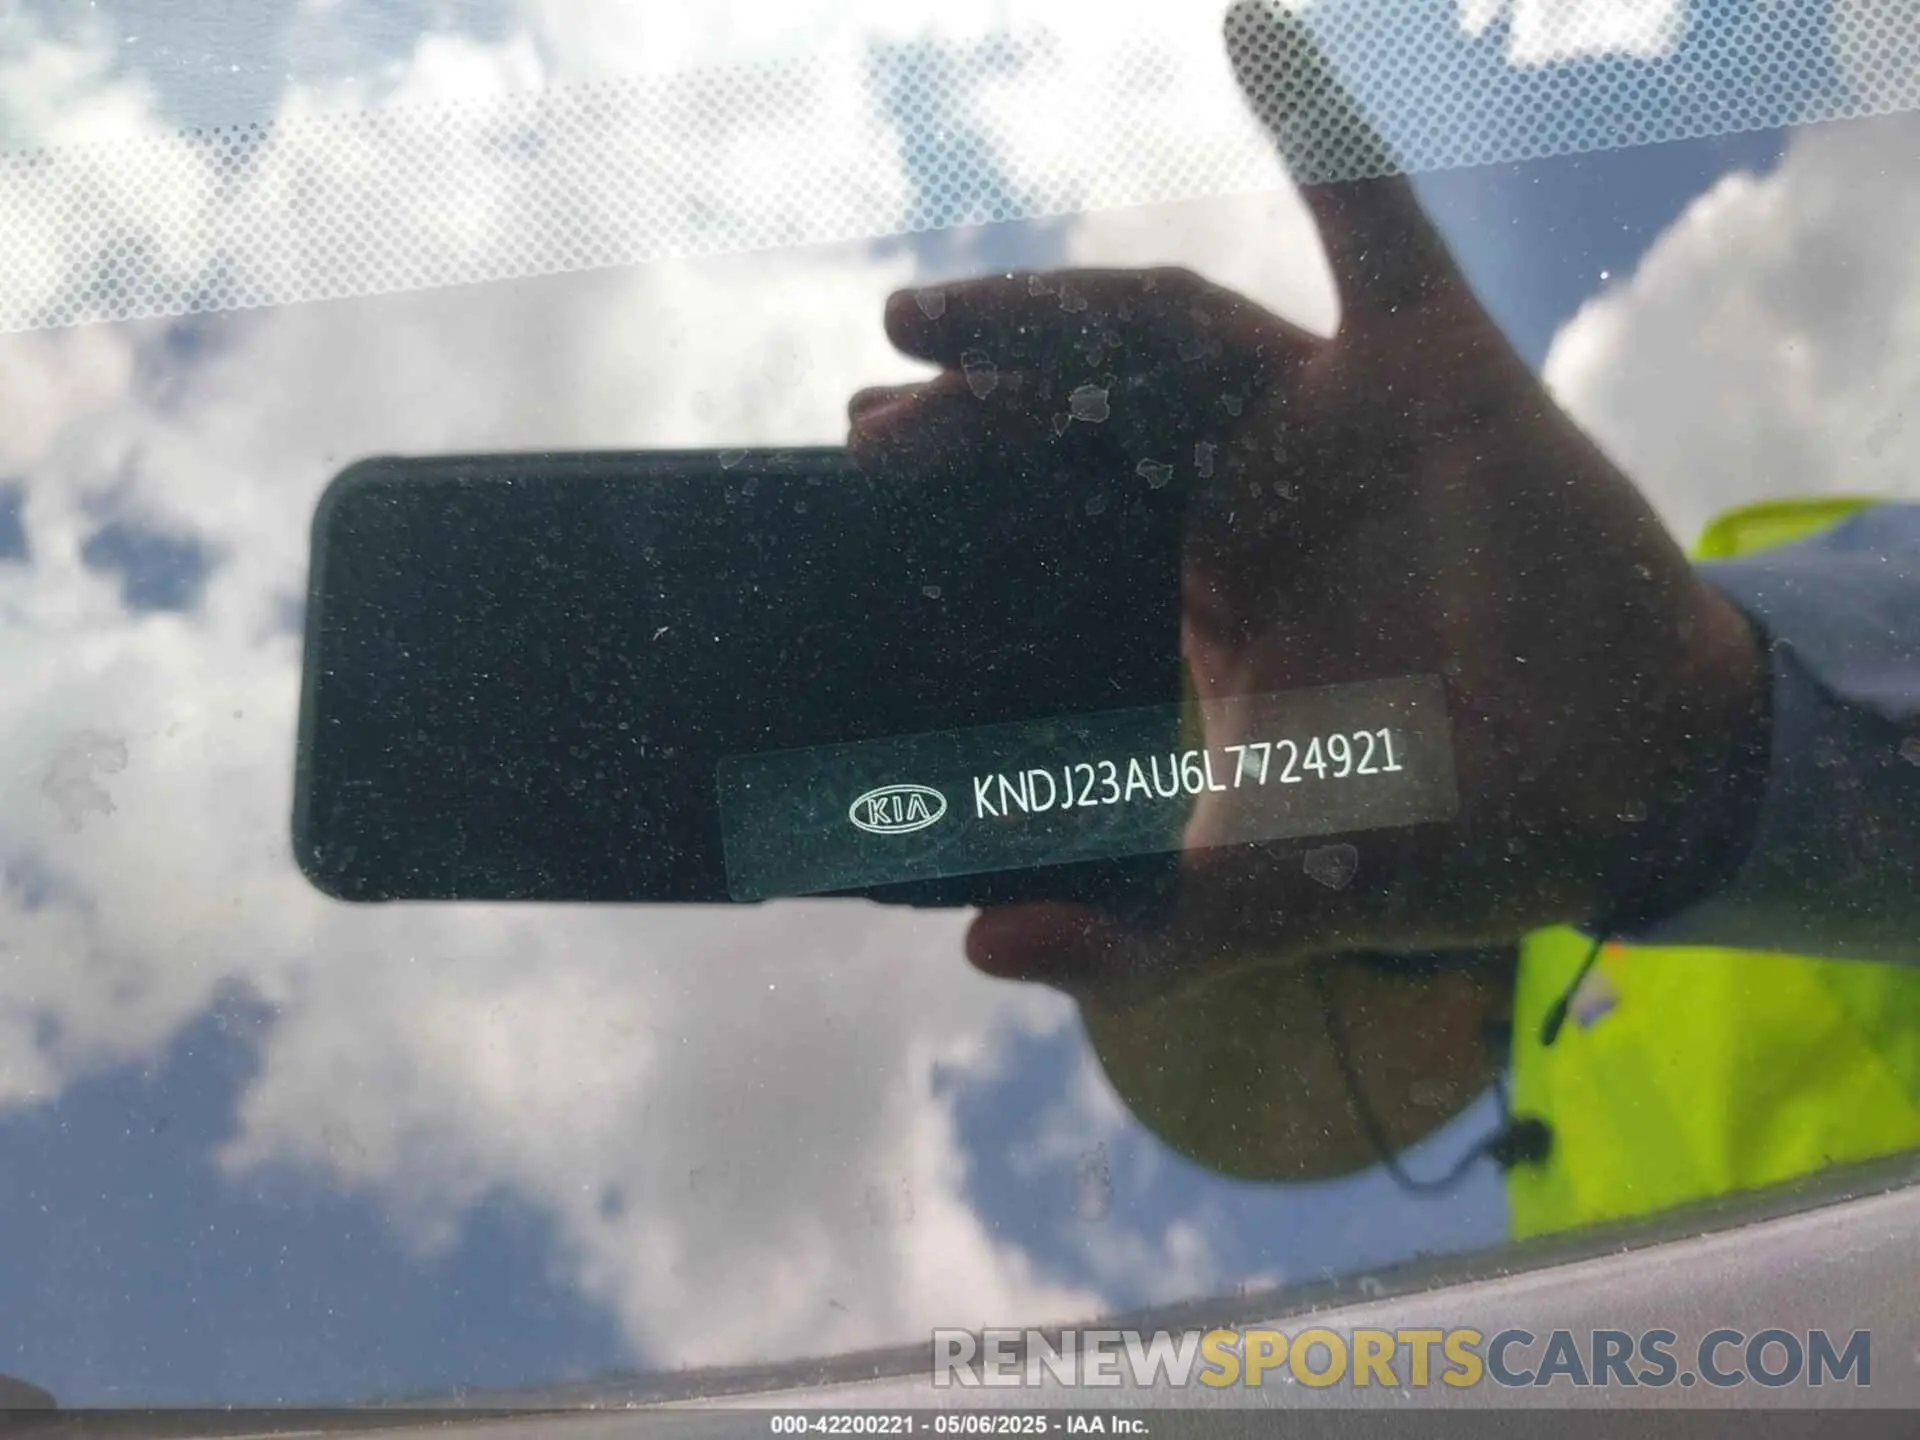 KIA KNDJ23AU6L7724921
RENEWSPORTSCARS.COM
000-42200221 - 05/06/2025 - IAA Inc.